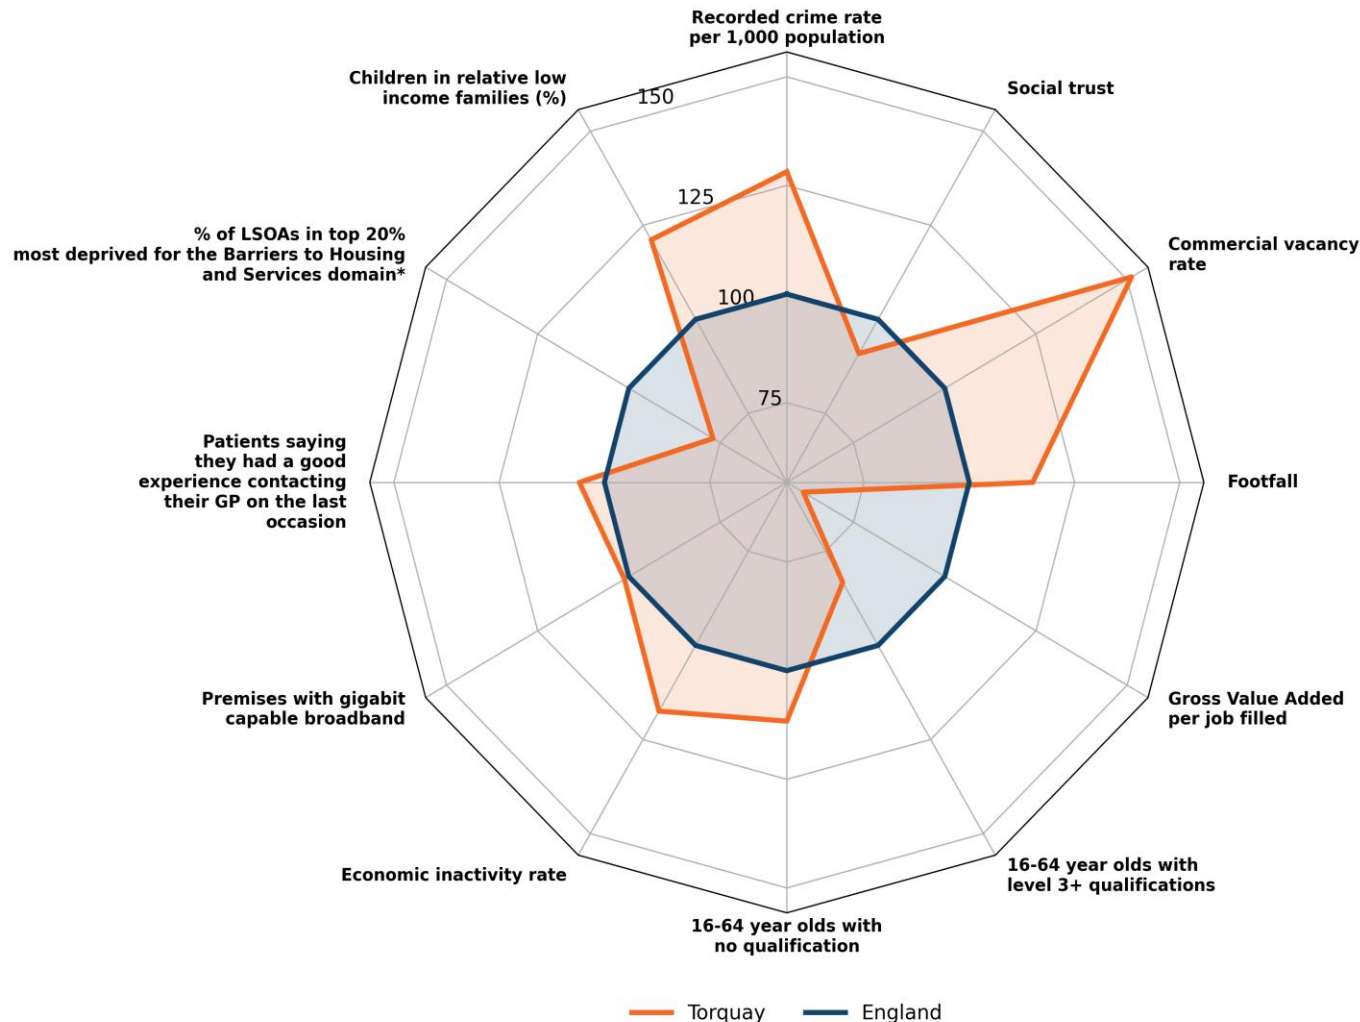 Recorded crime rate
per 1,000 population
Children in relative low
income families (%)
150
Social trust
125
% of LSOAs in top 20%
most deprived for the Barriers to Housing
and Services domain*
Commercial vacancy
rate
100
75
Patients saying
they had a good
experience contacting
their GP on the last
occasion
Footfall
Premises with gigabit
capable broadband
Gross Value Added
per job filled
Economic inactivity rate
16-64 year olds with
level 3+ qualifications
16-64 year olds with
no qualification
Torquay
England